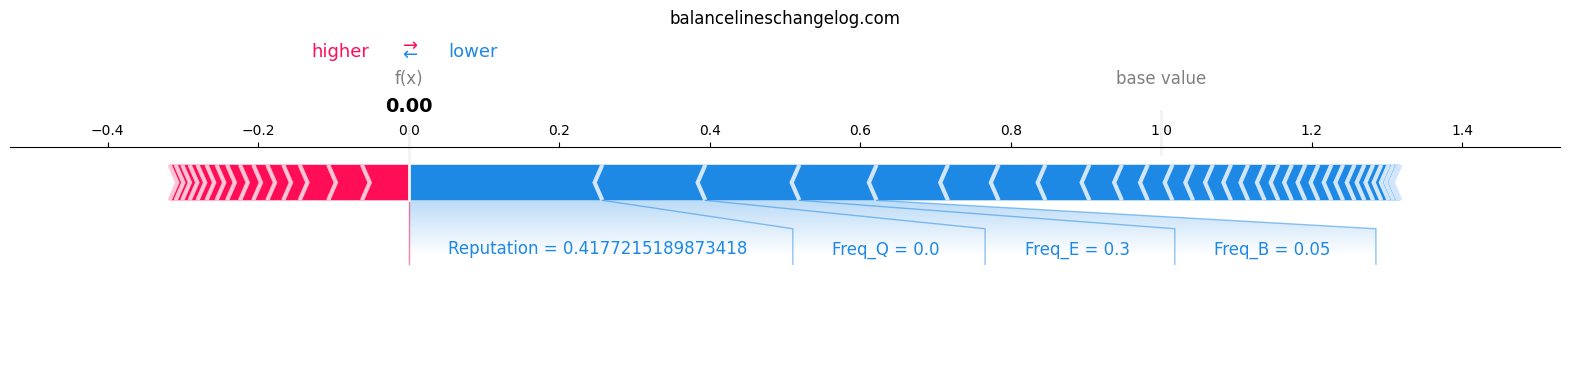 balancelineschangelog.com
higher → ← lower
f(x) base value
0.00
−0.4 −0.2 0 0 0.2 0.4 0.6 0.8 1 0 1.2 1.4
Reputation = 0.4177215189873418 Freq_Q = 0.0 Freq_E = 0.3 Freq_B = 0.05